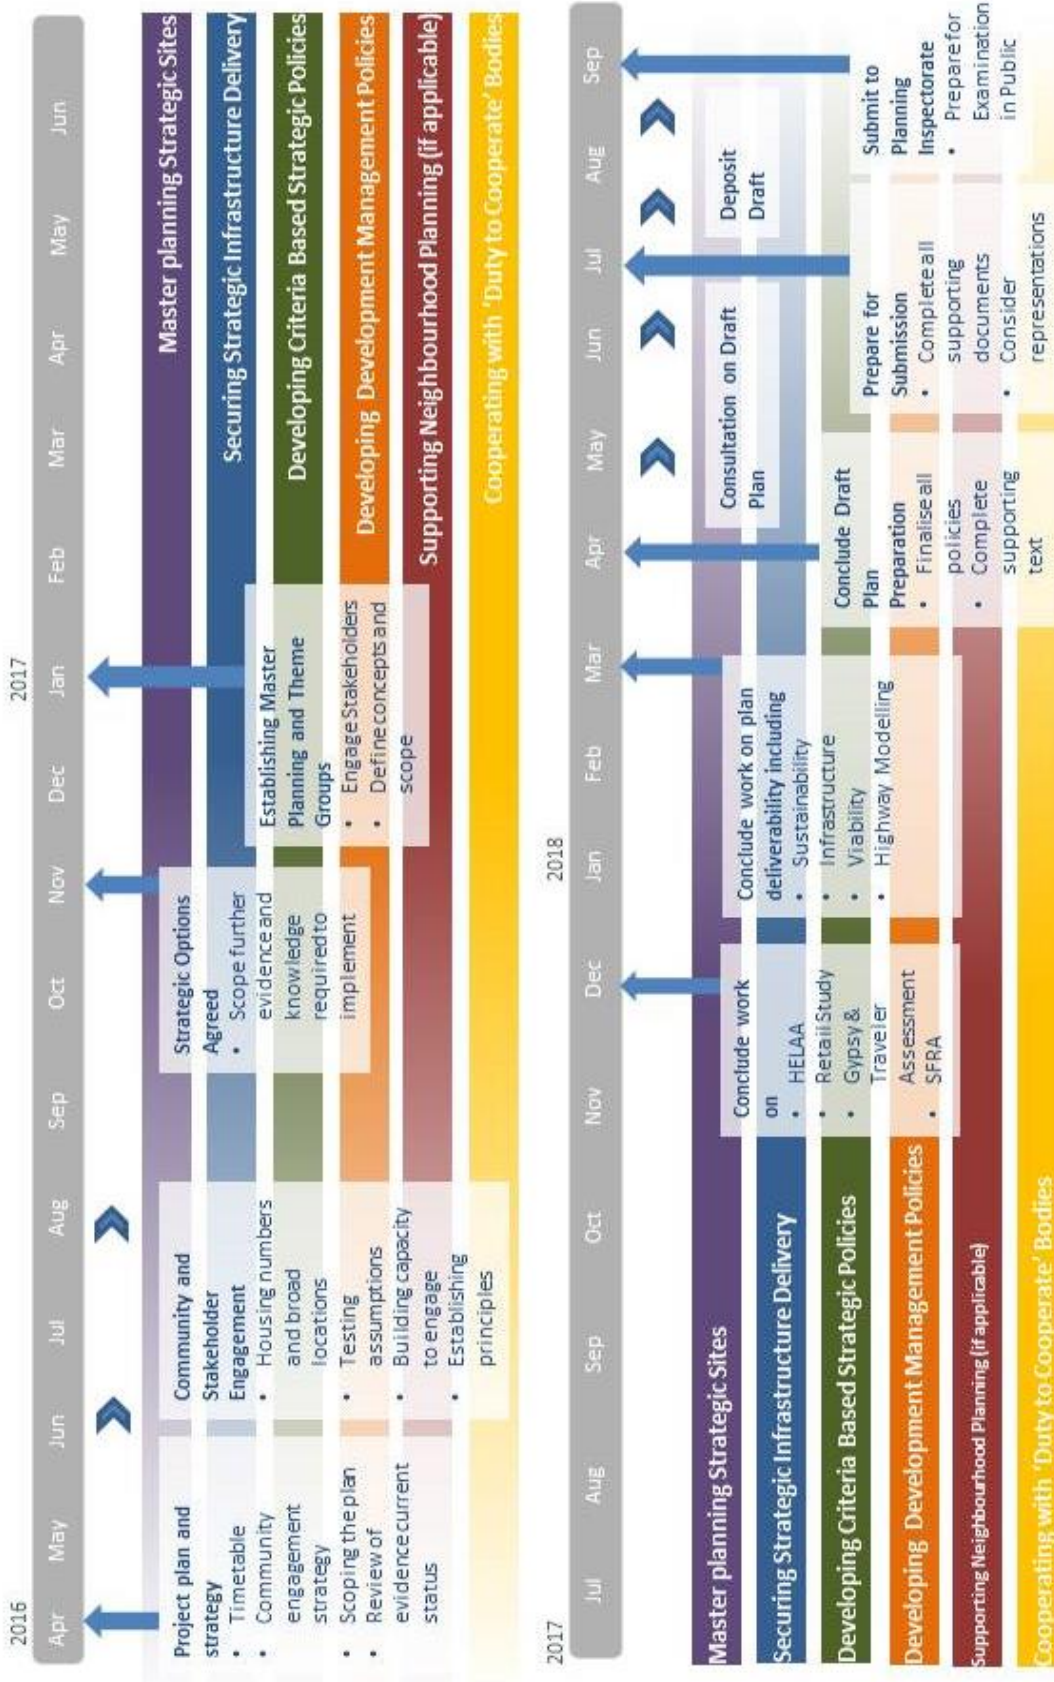 2016
2017
Apr May Jun Jul Aug Sep Oct Nov Dec Jan Feb Mar Apr May Jun
Project plan and
strategy
• Timetable
• Community
engagement
strategy
• Scoping the plan
• Review of
evidence current
status
Community and
Stakeholder
Engagement
• Housing numbers
and broad
locations
• Testing
assumptions
• Building capacity
to engage
• Establishing
principles
Strategic Options
Agreed
• Scope further
evidence and
knowledge
required to
implement
Establishing Master
Planning and Theme
Groups
• Engage Stakeholders
• Define concepts and
scope
Master planning Strategic Sites
Securing Strategic Infrastructure Delivery
Developing Criteria Based Strategic Policies
Developing Development Management Policies
Supporting Neighbourhood Planning (if applicable)
Cooperating with 'Duty to Cooperate' Bodies
2017
2018
Jul Aug Sep Oct Nov Dec Jan Feb Mar Apr May Jun Jul Aug Sep
Master planning Strategic Sites
Securing Strategic Infrastructure Delivery
Developing Criteria Based Strategic Policies
Developing Development Management Policies
Supporting Neighbourhood Planning (if applicable)
Cooperating with 'Duty to Cooperate' Bodies
Conclude work
on
• HELAA
• Retail Study
• Gypsy &
Traveler
Assessment
• SFRA
Conclude work on plan
deliverability including
• Sustainability
• Infrastructure
• Viability
• Highway Modelling
Conclude Draft
Plan
Preparation
• Finalise all
policies
• Complete
supporting
text
Consultation on Draft
Plan
Prepare for
Submission
• Complete all
supporting
documents
• Consider
representations
Deposit
Draft
Submit to
Planning
Inspectorate
• Prepare for
Examination
in Public